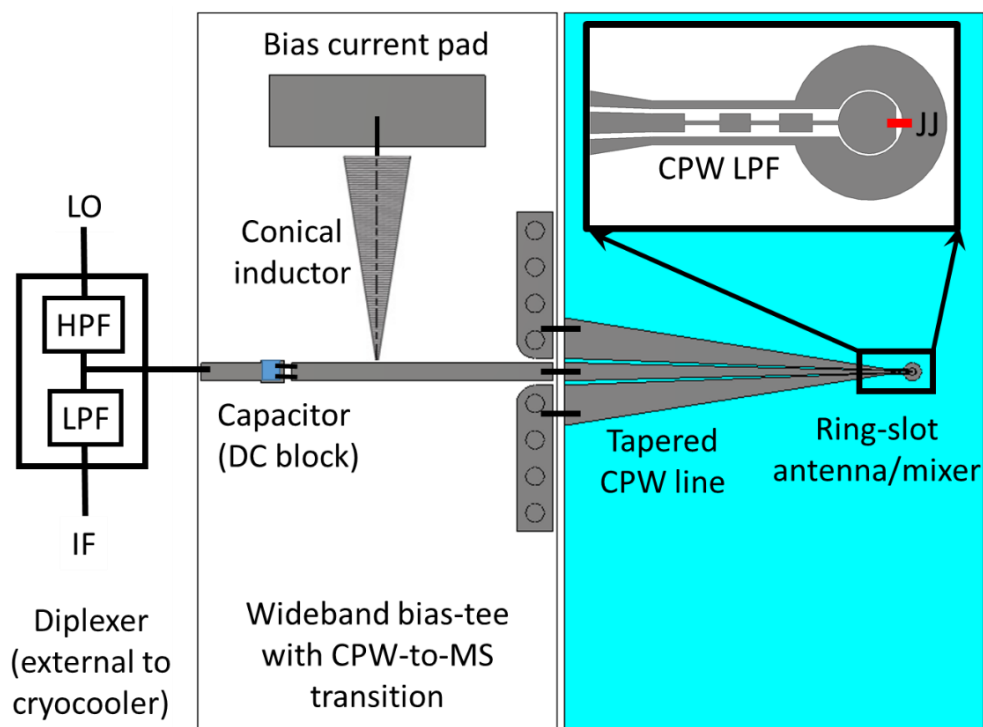 Bias current pad
LO
HPF
LPF
IF
Diplexer
(external to
cryocooler)
Conical
inductor
Capacitor
(DC block)
Wideband bias-tee
with CPW-to-MS
transition
JJ
CPW LPF
Tapered
CPW line
Ring-slot
antenna/mixer